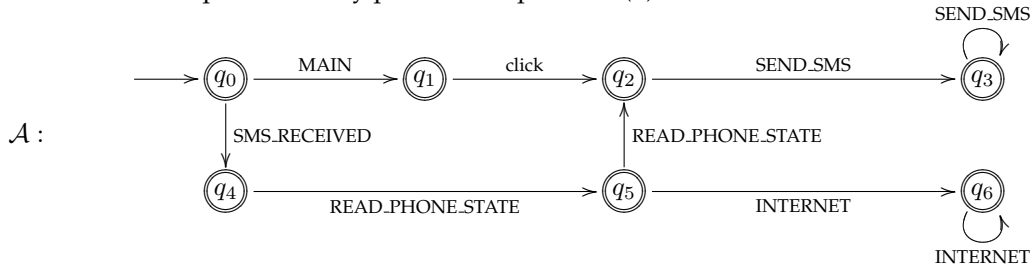 SEND_SMS
q0 MAIN q1 click q2 SEND_SMS q3
A : SMS_RECEIVED READ_PHONE_STATE
q4 READ_PHONE_STATE q5 INTERNET q6
INTERNET